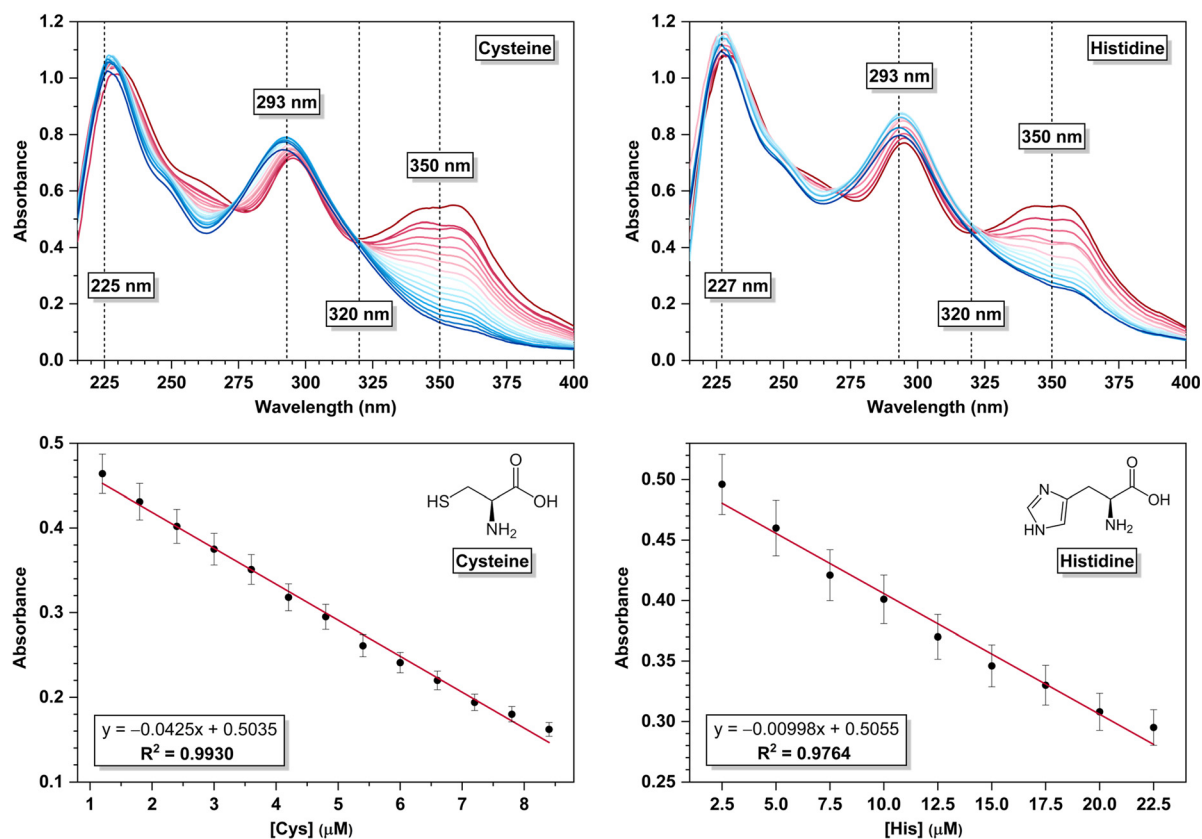 Cysteine
293 nm
350 nm
225 nm
320 nm
Absorbance
1.2
1.0
0.8
0.6
0.4
0.2
0.0
225 250 275 300 325 350 375 400
Wavelength (nm)
Histidine
293 nm
350 nm
227 nm
320 nm
Absorbance
1.2
1.0
0.8
0.6
0.4
0.2
0.0
225 250 275 300 325 350 375 400
Wavelength (nm)
Absorbance
0.5
0.4
0.3
0.2
0.1
O
HS
OH
NH₂
Cysteine
y = −0.0425x + 0.5035
R² = 0.9930
1 2 3 4 5 6 7 8
[Cys] (μM)
Absorbance
0.50
0.45
0.40
0.35
0.30
0.25
O
N
OH
HN
NH₂
Histidine
y = −0.00998x + 0.5055
R² = 0.9764
2.5 5.0 7.5 10.0 12.5 15.0 17.5 20.0 22.5
[His] (μM)